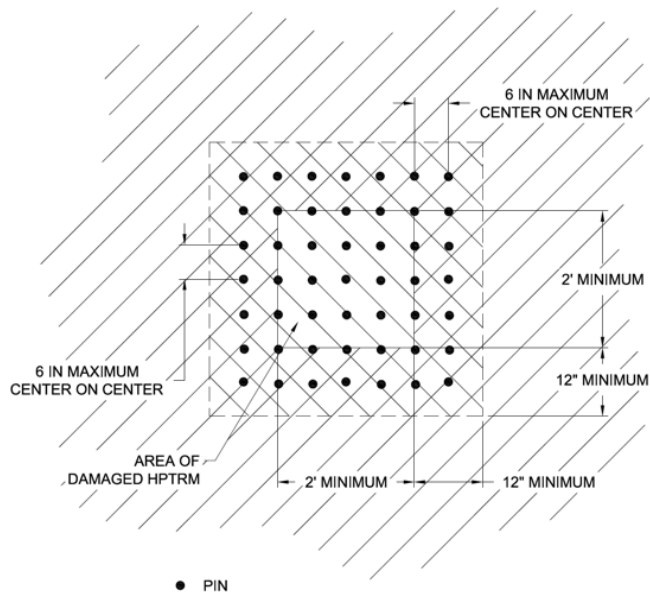 6 IN MAXIMUM
CENTER ON CENTER
2' MINIMUM
6 IN MAXIMUM
CENTER ON CENTER
12" MINIMUM
AREA OF
DAMAGED HPTRM
2' MINIMUM
12" MINIMUM
PIN